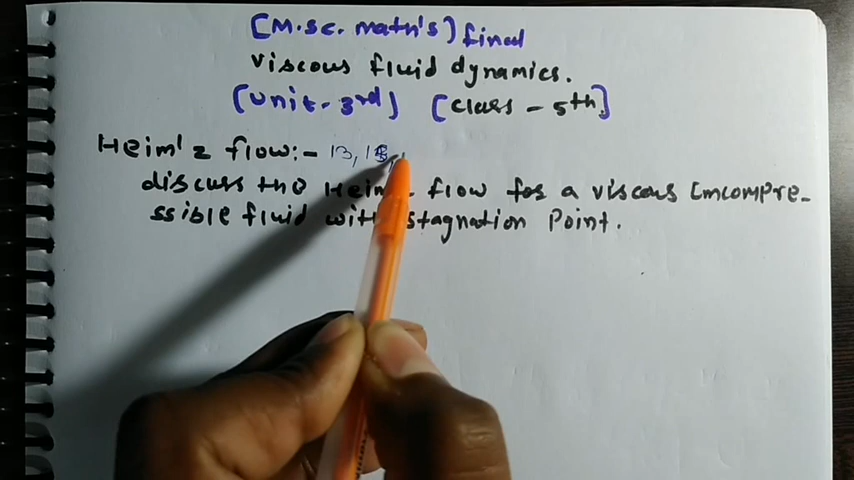 [M.sc. math's) final
viscous fluid dynamics.
(unit-3rd) [class - 5th]
Heim'z flow:- 13,
discuss the flow for a viscous Incompre-
ssible fluid stagnation Point.